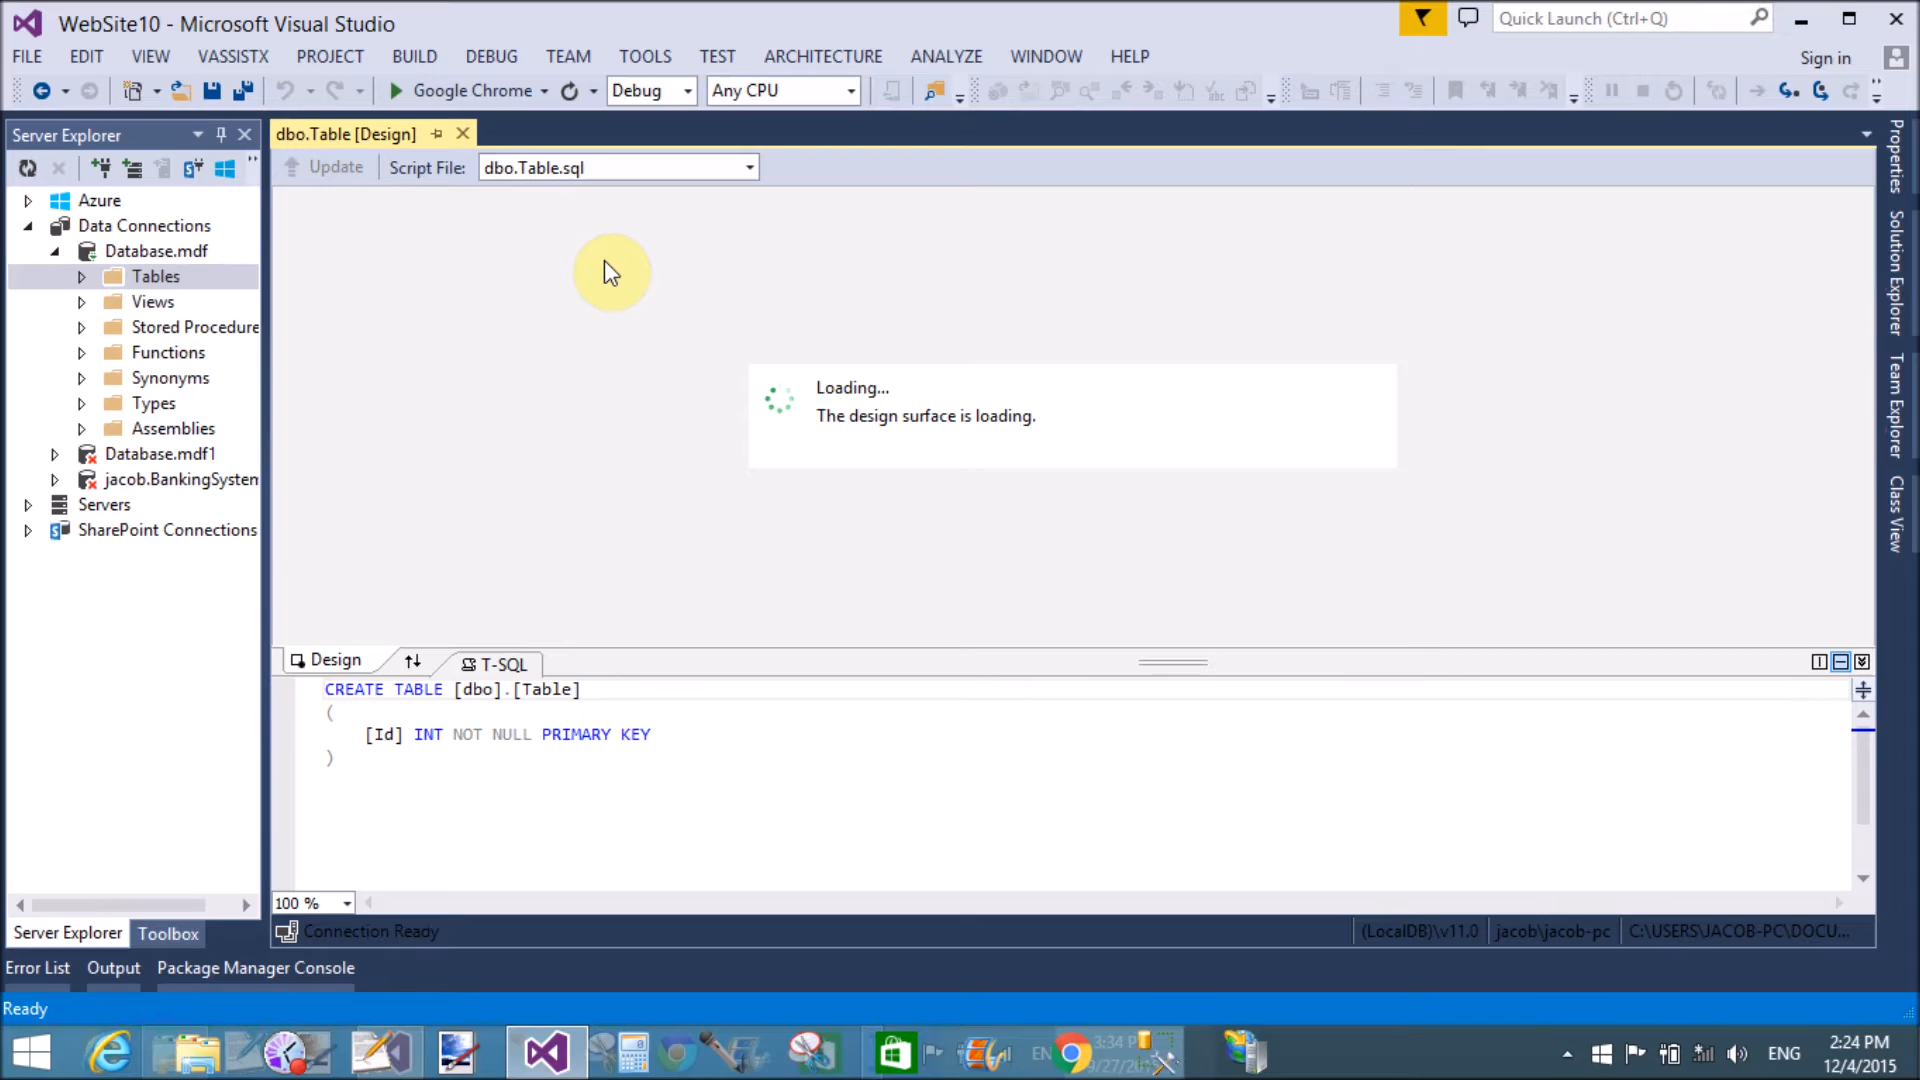 WebSite10 - Microsoft Visual Studio
Quick Launch (Ctrl+Q)
FILE EDIT VIEW VASSISTX PROJECT BUILD DEBUG TEAM TOOLS TEST ARCHITECTURE ANALYZE WINDOW HELP
Sign in
Google Chrome Debug Any CPU
Server Explorer
dbo.Table [Design]
Update Script File: dbo.Table.sql
Azure
Data Connections
Database.mdf
Tables
Views
Stored Procedure
Functions
Synonyms
Types
Assemblies
Database.mdf1
jacob.BankingSystem
Servers
SharePoint Connections
Loading...
The design surface is loading.
Properties
Solution Explorer
Team Explorer
Class View
Design
T-SQL
CREATE TABLE [dbo].[Table]
(
[Id] INT NOT NULL PRIMARY KEY
)
100 %
Server Explorer Toolbox
Connection Ready
(LocalDB)\v11.0 jacob\jacob-pc C:\USERS\JACOB-PC\DOCU...
Error List Output Package Manager Console
Ready
ENG
2:24 PM
12/4/2015